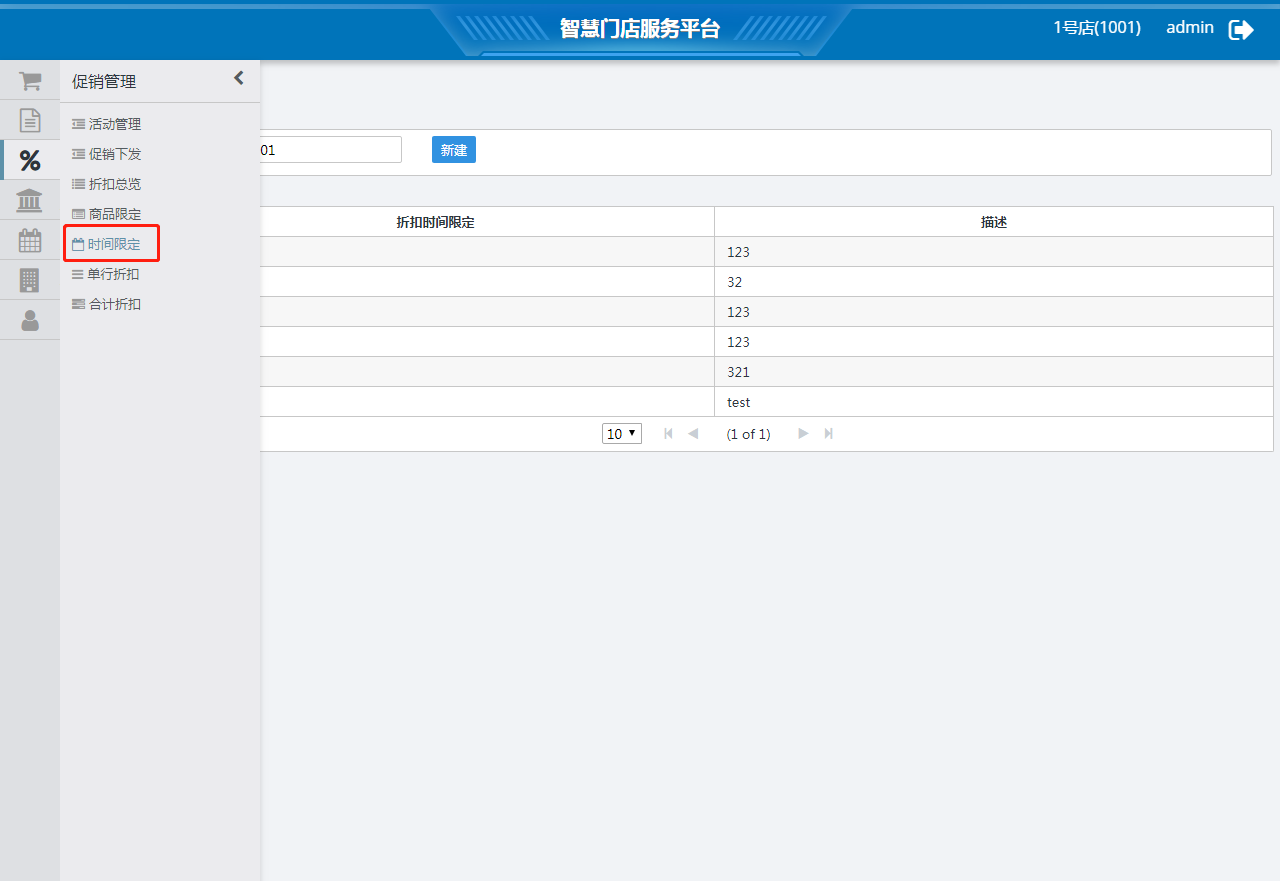 智慧门店服务平台
1号店(1001) admin
促销管理
活动管理
促销下发
折扣总览
商品限定
时间限定
单行折扣
合计折扣
01 新建
折扣时间限定 描述
123
32
123
123
321
test
10 (1 of 1)